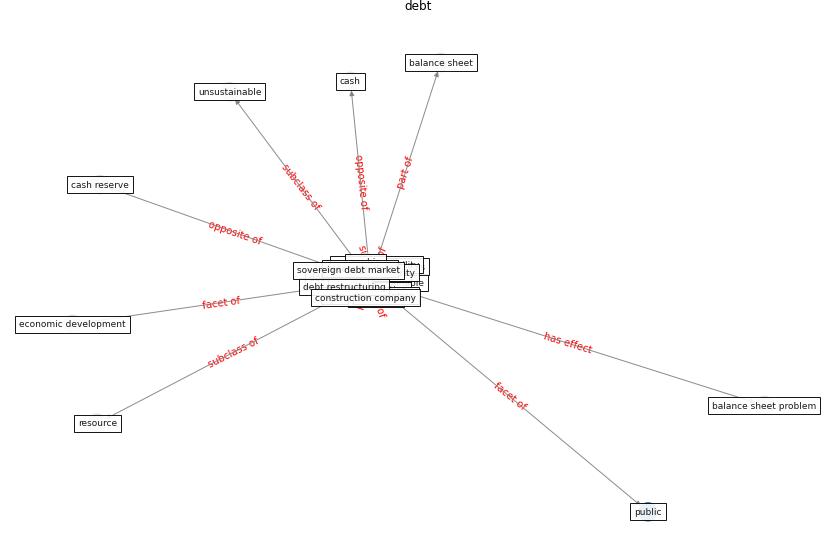 debt
balance sheet
cash
unsustainable
subclass of
opposite of
part of
cash reserve
opposite of
sovereign debt market
debt restructuring
construction company
economic development
facet of
has effect
subclass of
facet of
balance sheet problem
resource
public